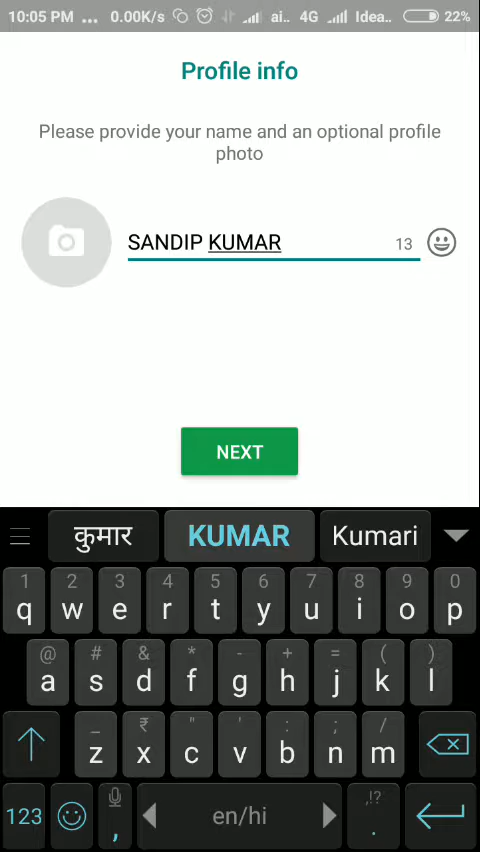 10:05 PM ... 0.00K/s ai.. 4G Idea.. 22%
Profile info
Please provide your name and an optional profile
photo
SANDIP KUMAR 13
NEXT
कुमार KUMAR Kumari
1 2 3 4 5 6 7 8 9 0
q w e r t y u i o p
@ # & * - + = ( )
a s d f g h j k l
_ ₹ " ' : ; /
z x c v b n m
,!?
123 , en/hi .